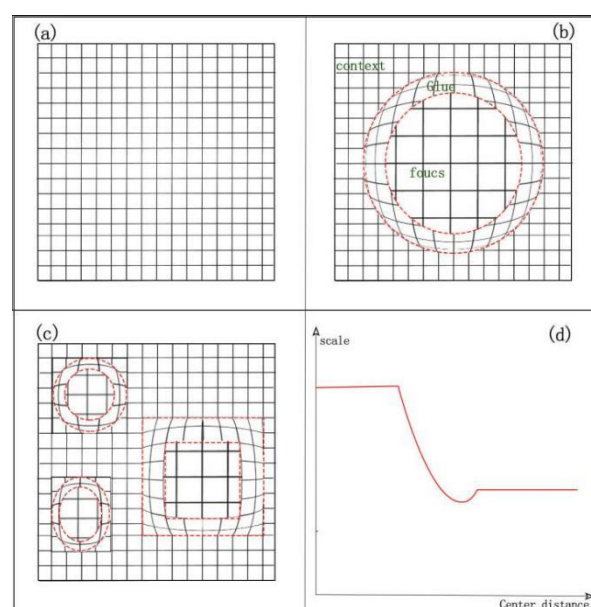 (a)
(b)
context
Glue
foucs
(c)
(d)
scale
Center distance